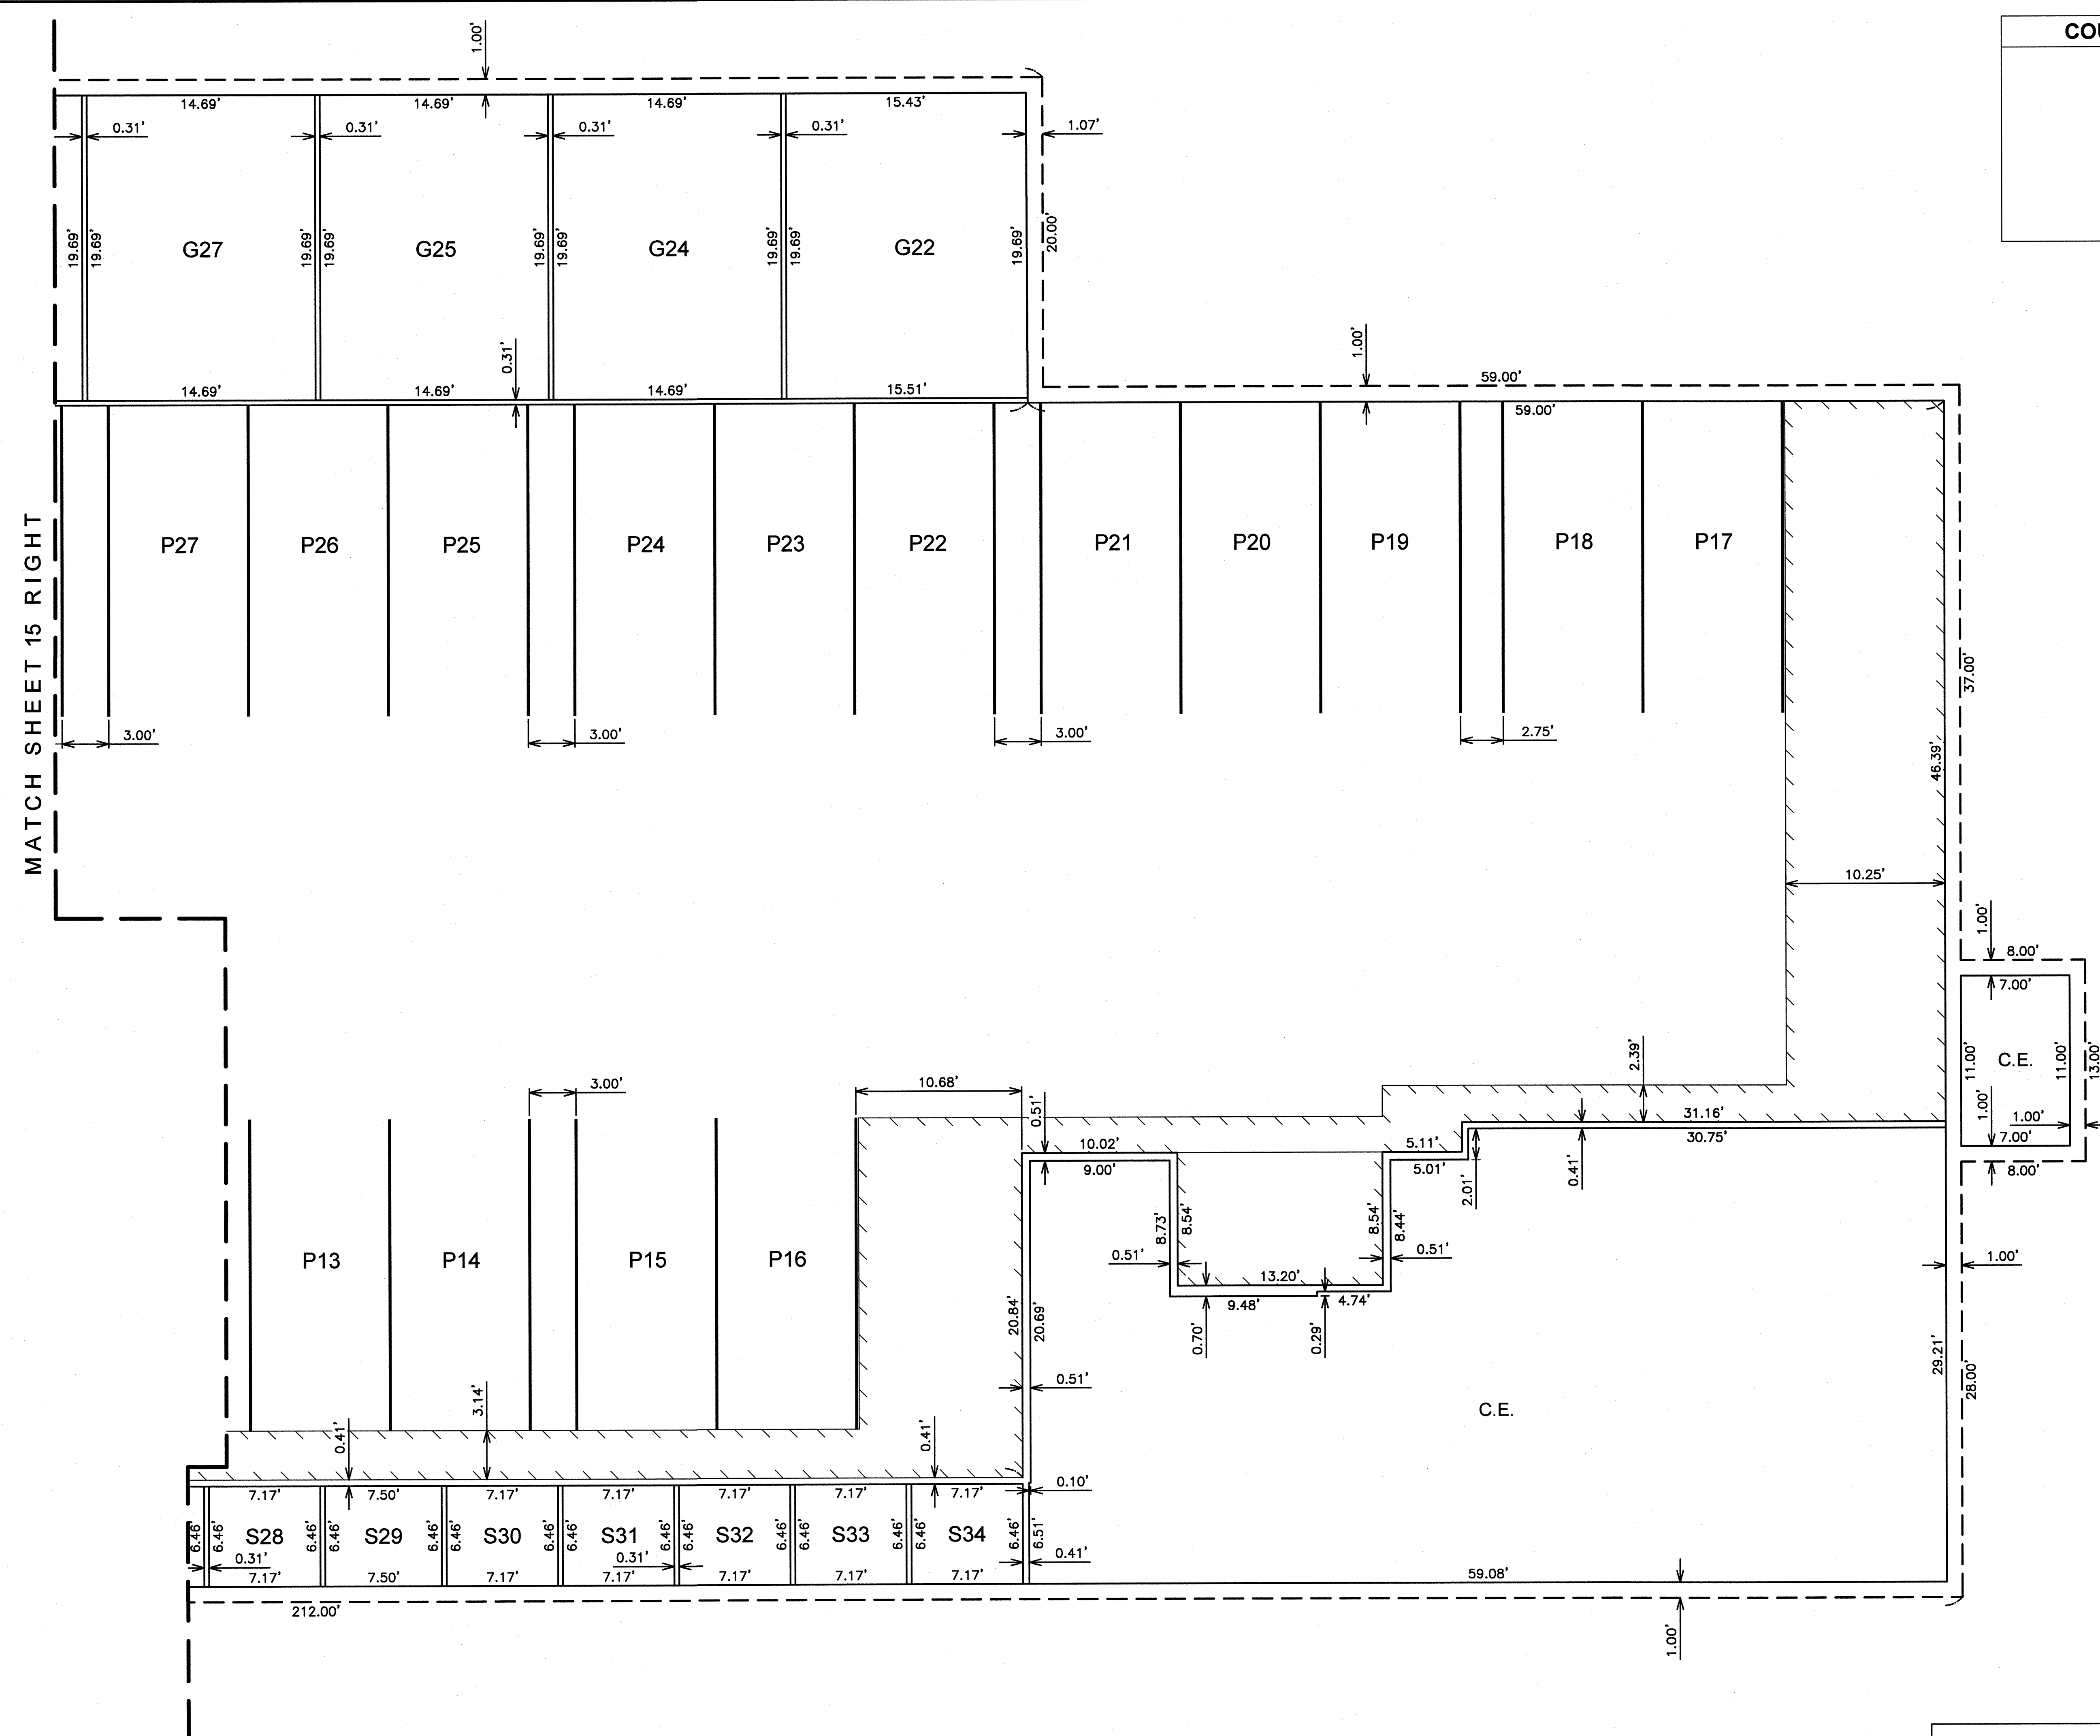 COU
1.00'
14.69' 14.69' 14.69' 15.43'
0.31' 0.31' 0.31' 0.31' 1.07'
19.69' 19.69' G27 19.69' 19.69' G25 19.69' 19.69' G24 19.69' 19.69' G22 19.69' 20.00'
0.31' 1.00'
14.69' 14.69' 14.69' 15.51' 59.00'
59.00'
MATCH SHEET 15 RIGHT
P27 P26 P25 P24 P23 P22 P21 P20 P19 P18 P17
37.00'
3.00' 3.00' 3.00' 2.75'
46.39'
10.25'
1.00'
8.00'
7.00'
11.00' C.E. 11.00' 13.00'
1.00' 1.00'
7.00'
8.00'
2.39'
3.00' 10.68' 0.51'
31.16'
10.02' 5.11' 30.75'
9.00' 5.01' 2.01' 0.41'
8.73' 8.54' 8.54' 8.44'
P13 P14 P15 P16
0.51' 0.51' 1.00'
13.20'
9.48' 4.74'
20.84' 20.69' 0.70' 0.29'
29.21' 28.00'
0.51'
3.14'
C.E.
0.41' 0.41'
0.10'
7.17' 7.50' 7.17' 7.17' 7.17' 7.17' 7.17'
6.46' 6.46' S28 6.46' 6.46' S29 6.46' 6.46' S30 6.46' 6.46' S31 6.46' 6.46' S32 6.46' 6.46' S33 6.46' 6.46' S34 6.46' 6.51'
0.31' 0.31' 0.41'
7.17' 7.50' 7.17' 7.17' 7.17' 7.17' 7.17' 59.08'
212.00'
1.00'